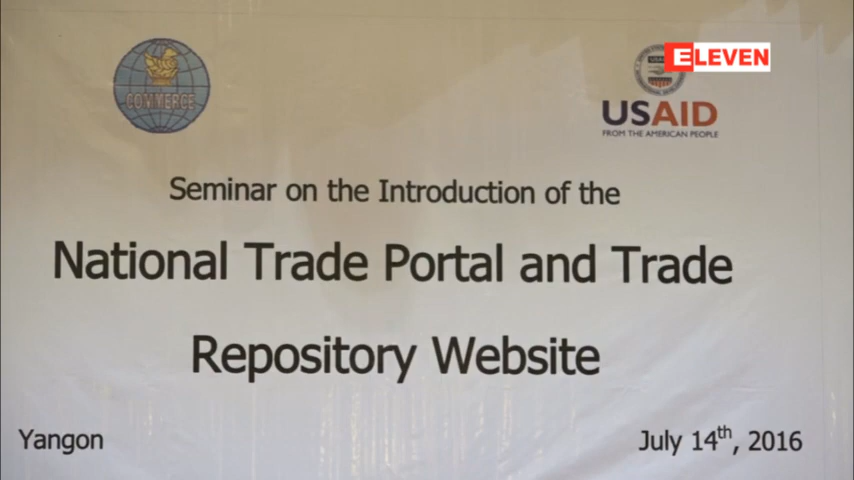 COMMERCE
ELEVEN
USAID
FROM THE AMERICAN PEOPLE
Seminar on the Introduction of the
National Trade Portal and Trade
Repository Website
Yangon
July 14th, 2016